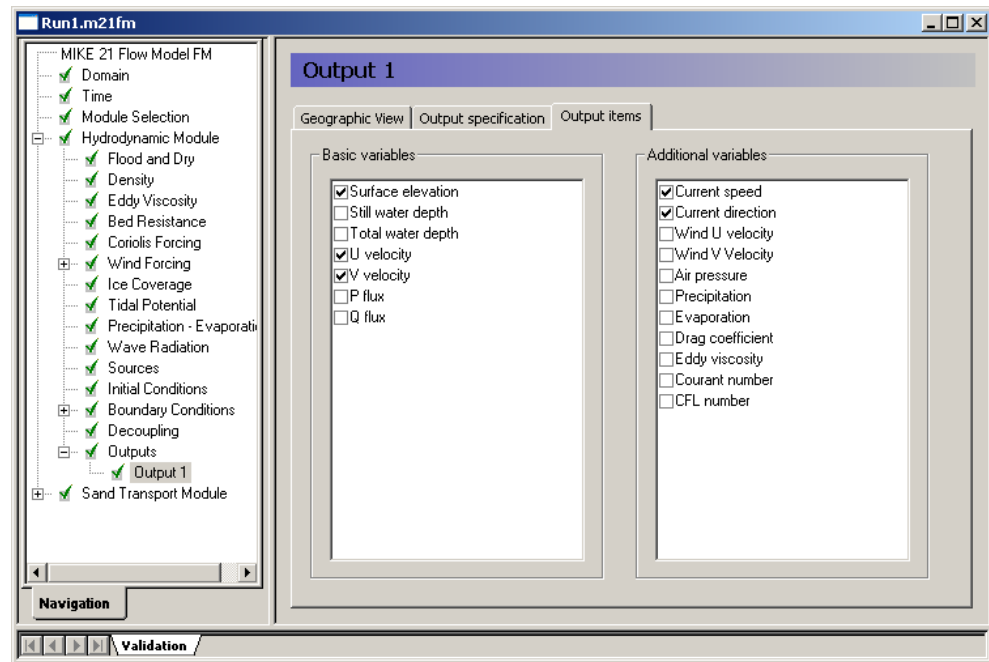 Run1.m21fm
MIKE 21 Flow Model FM
Domain
Time
Module Selection
Hydrodynamic Module
Flood and Dry
Density
Eddy Viscosity
Bed Resistance
Coriolis Forcing
Wind Forcing
Ice Coverage
Tidal Potential
Precipitation - Evaporati
Wave Radiation
Sources
Initial Conditions
Boundary Conditions
Decoupling
Outputs
Output 1
Sand Transport Module
Navigation
Output 1
Geographic View
Output specification
Output items
Basic variables
Surface elevation
Still water depth
Total water depth
U velocity
V velocity
P flux
Q flux
Additional variables
Current speed
Current direction
Wind U velocity
Wind V Velocity
Air pressure
Precipitation
Evaporation
Drag coefficient
Eddy viscosity
Courant number
CFL number
Validation